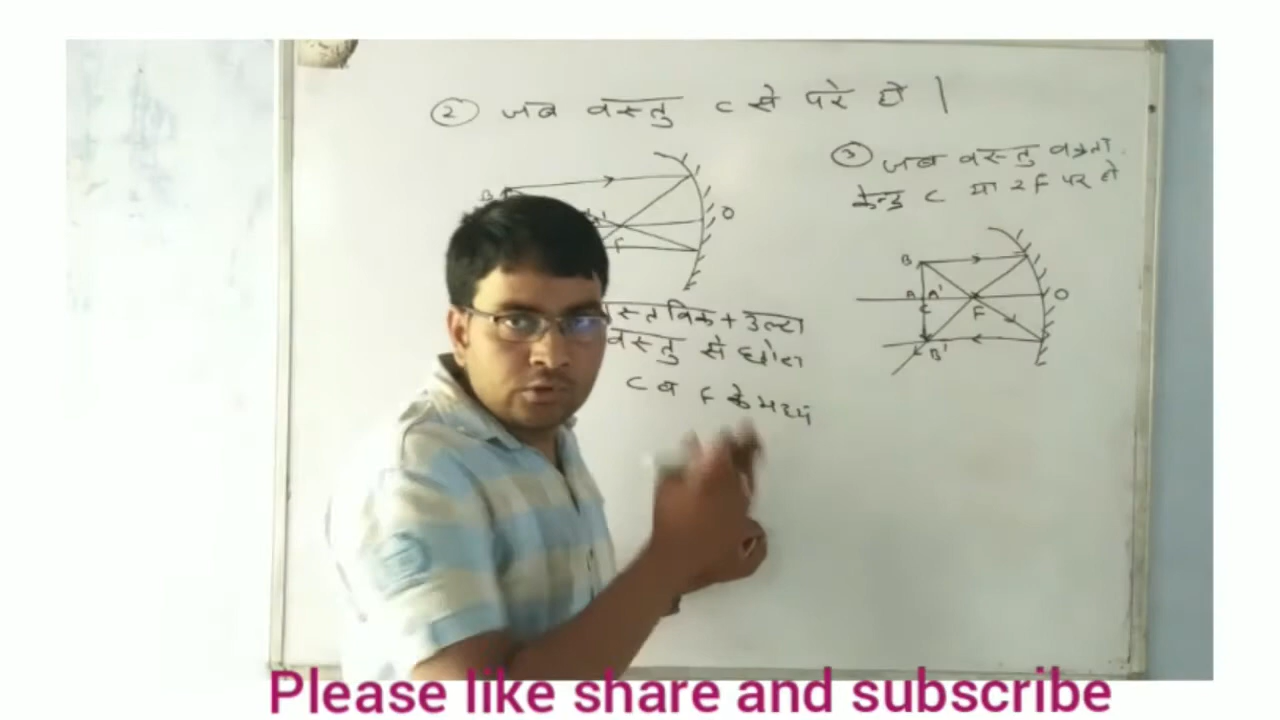 ② जब वस्तु C से परे हो |
B
A'
F
O
स्तविक + उल्टा
वस्तु से छोटा
C व F के मध्य
③ जब वस्तु वक्रता
केन्द्र C या 2F पर हो
B
A A'
C
F
O
B'
Please like share and subscribe